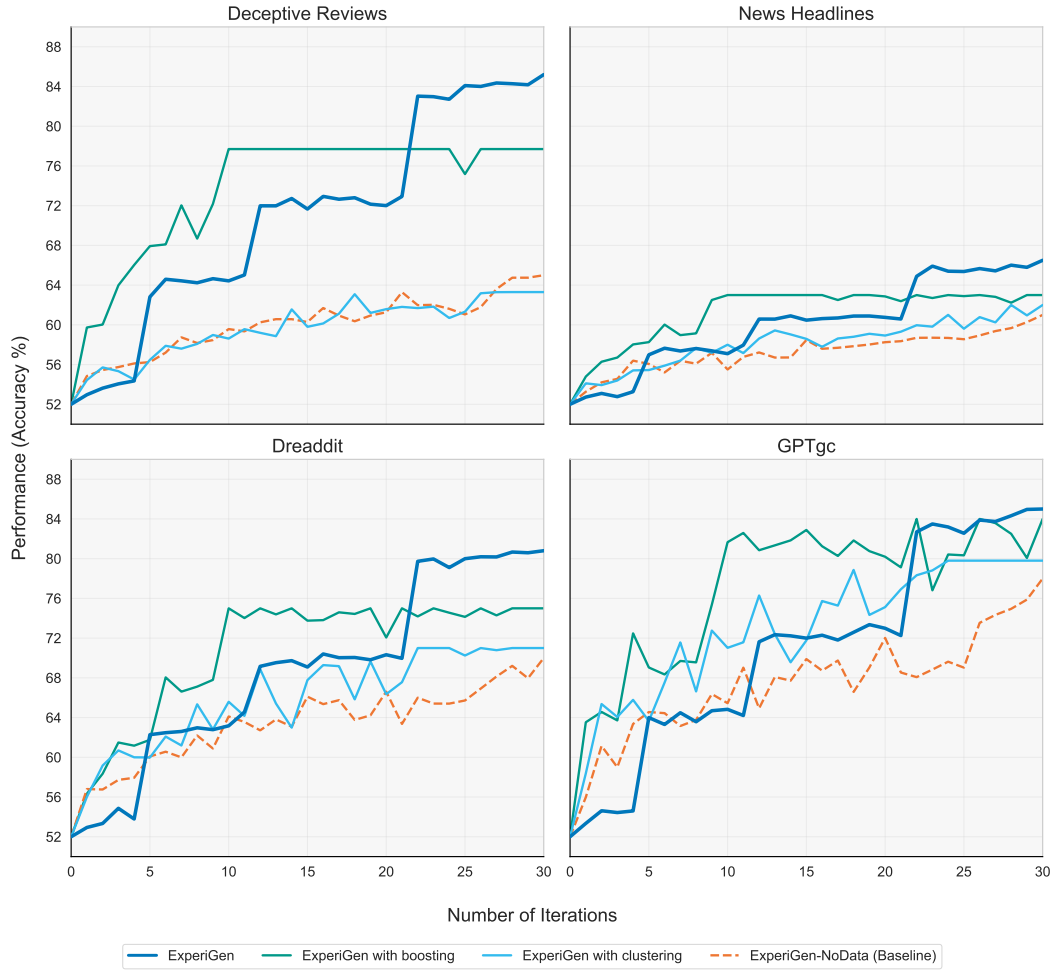 Deceptive Reviews
News Headlines
88
84
80
76
72
68
64
60
56
52
Performance (Accuracy %)
Dreaddit
GPTgc
88
84
80
76
72
68
64
60
56
52
0 5 10 15 20 25 30
0 5 10 15 20 25 30
Number of Iterations
ExperiGen ExperiGen with boosting ExperiGen with clustering ExperiGen-NoData (Baseline)